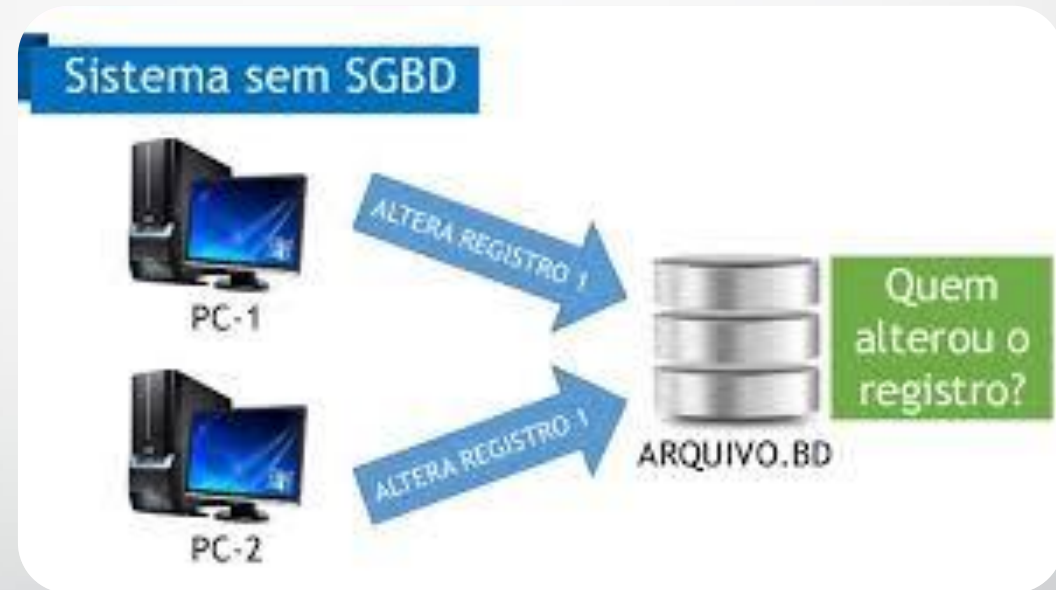 Sistema sem SGBD
ALTERA REGISTRO 1
PC-1
Quem
alterou o
registro?
ARQUIVO.BD
ALTERA REGISTRO 1
PC-2